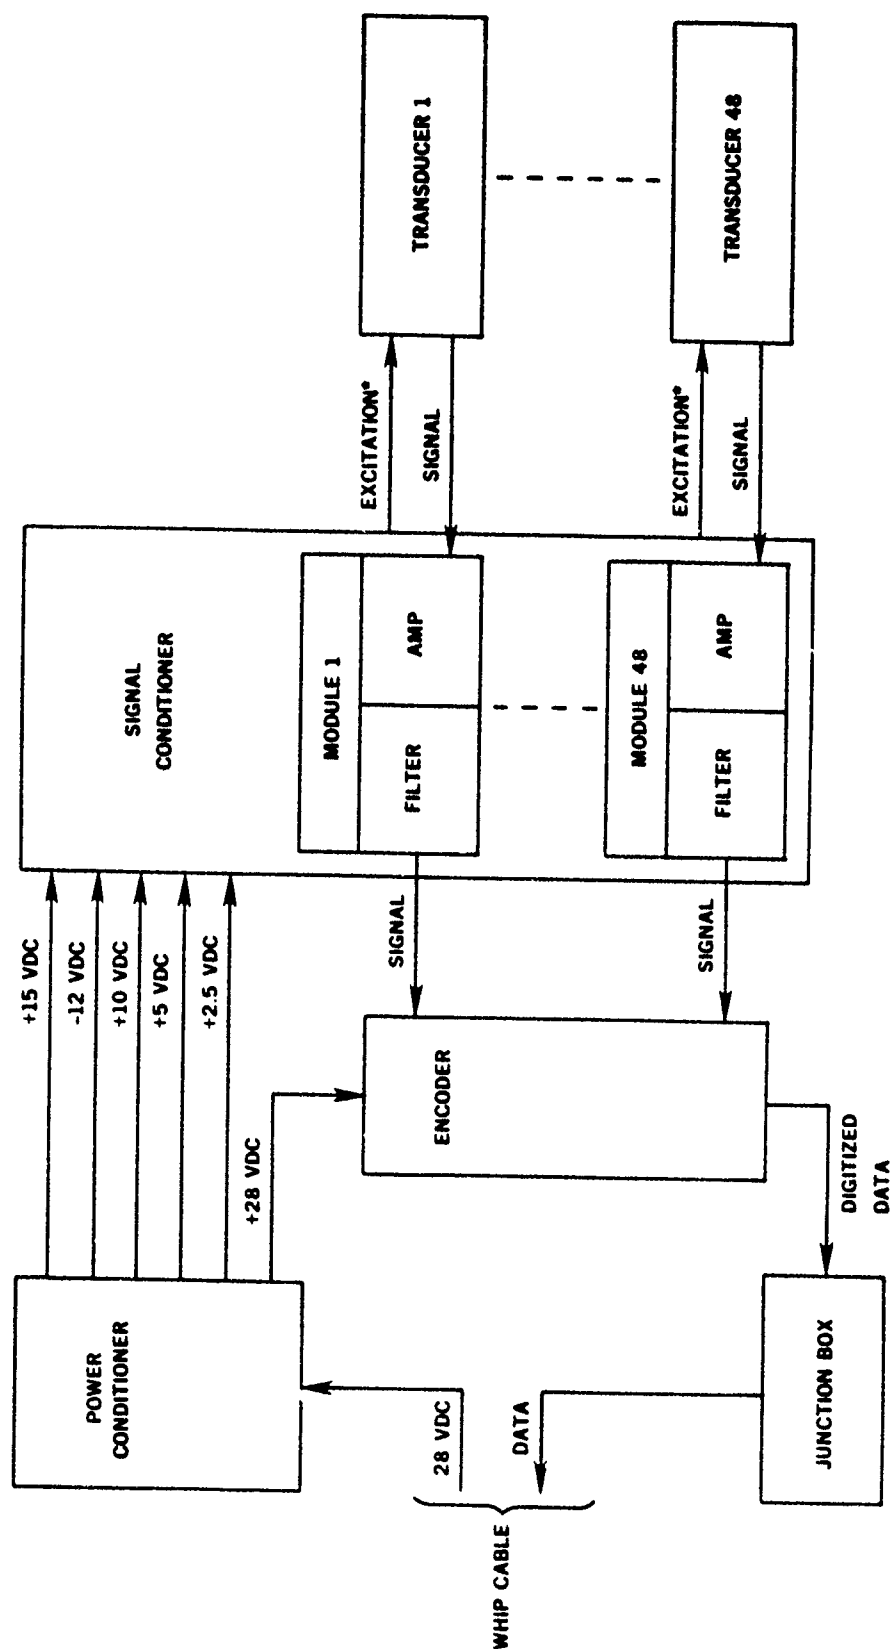 POWER
CONDITIONER
+15 VDC
-12 VDC
+10 VDC
+5 VDC
+2.5 VDC
+28 VDC
SIGNAL
CONDITIONER
MODULE 1
FILTER
AMP
MODULE 48
FILTER
AMP
EXCITATION*
SIGNAL
TRANSDUCER 1
EXCITATION*
SIGNAL
TRANSDUCER 48
SIGNAL
SIGNAL
ENCODER
28 VDC
DATA
WHIP CABLE
JUNCTION BOX
DIGITIZED
DATA